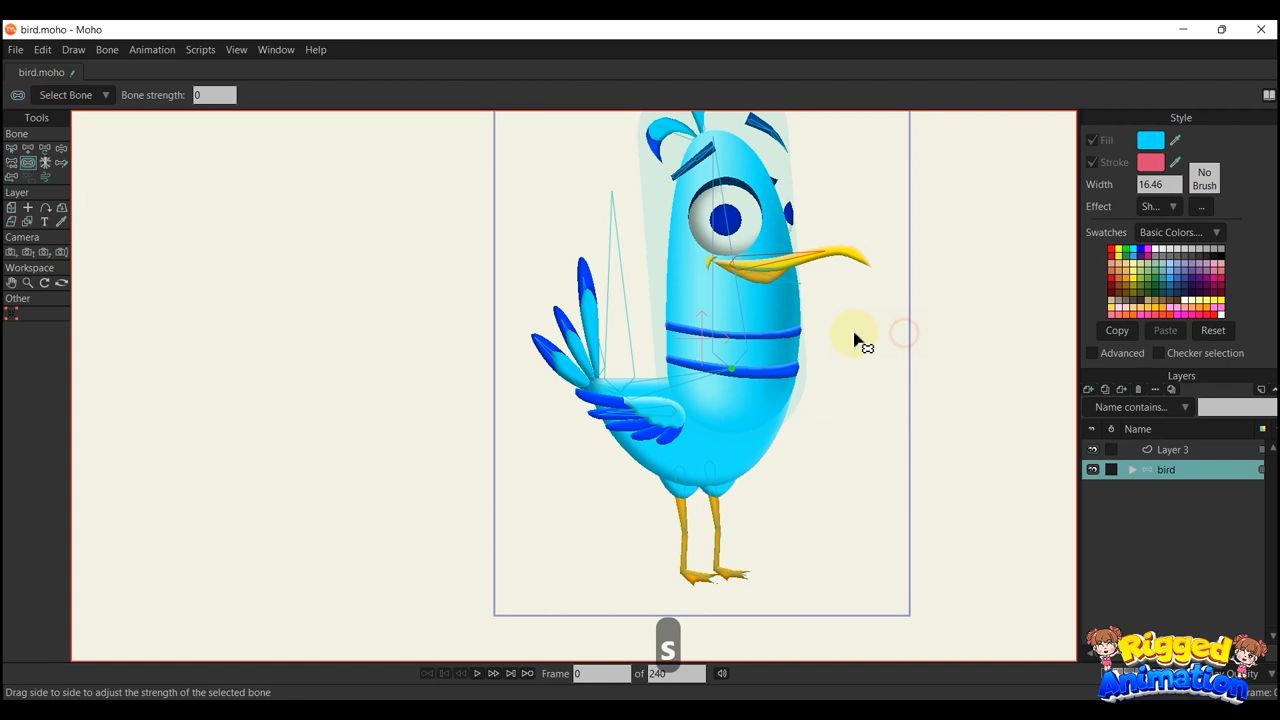 bird.moho - Moho
File Edit Draw Bone Animation Scripts View Window Help
bird.moho
Select Bone Bone strength: 0
Tools
Bone
Layer
T
Camera
Workspace
Other
Style
Fill
Stroke
No Brush
Width 16.46
Effect Sh... ...
Swatches Basic Colors....
Copy Paste Reset
Advanced Checker selection
Layers
Name contains...
Name
Layer 3
bird
s
Frame 0 of 240
Rigged
Animation
Drag side to side to adjust the strength of the selected bone